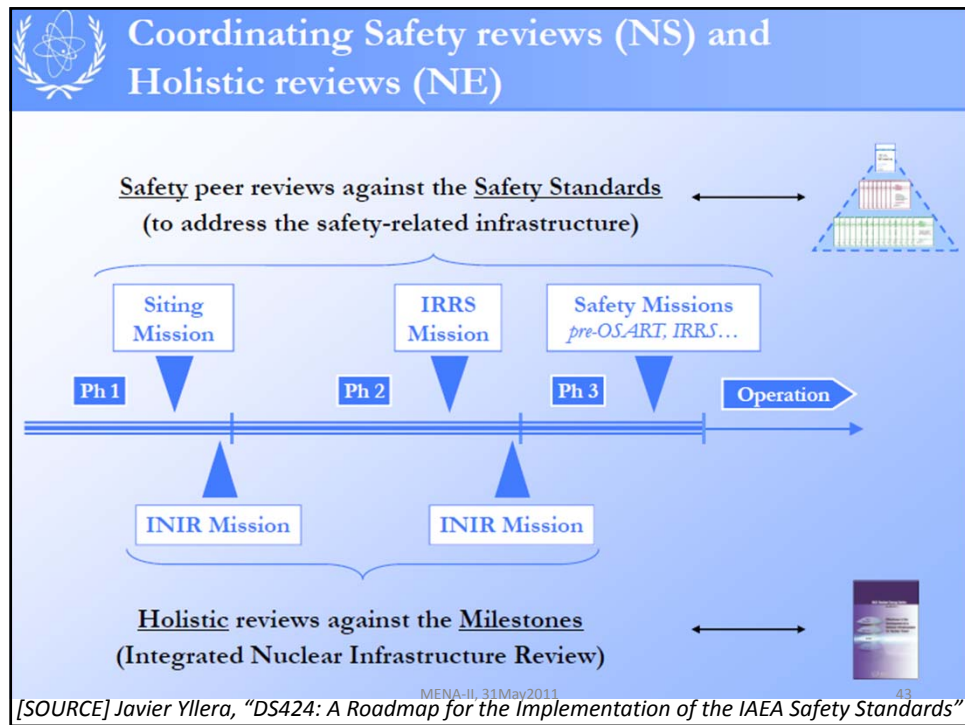 Coordinating Safety reviews (NS) and
Holistic reviews (NE)
Safety peer reviews against the Safety Standards
(to address the safety-related infrastructure)
Siting
Mission
IRRS
Mission
Safety Missions
pre-OSART, IRRS…
Ph 1
Ph 2
Ph 3
Operation
INIR Mission
INIR Mission
Holistic reviews against the Milestones
(Integrated Nuclear Infrastructure Review)
MENA-II, 31May2011
43
[SOURCE] Javier Yllera, “DS424: A Roadmap for the Implementation of the IAEA Safety Standards”